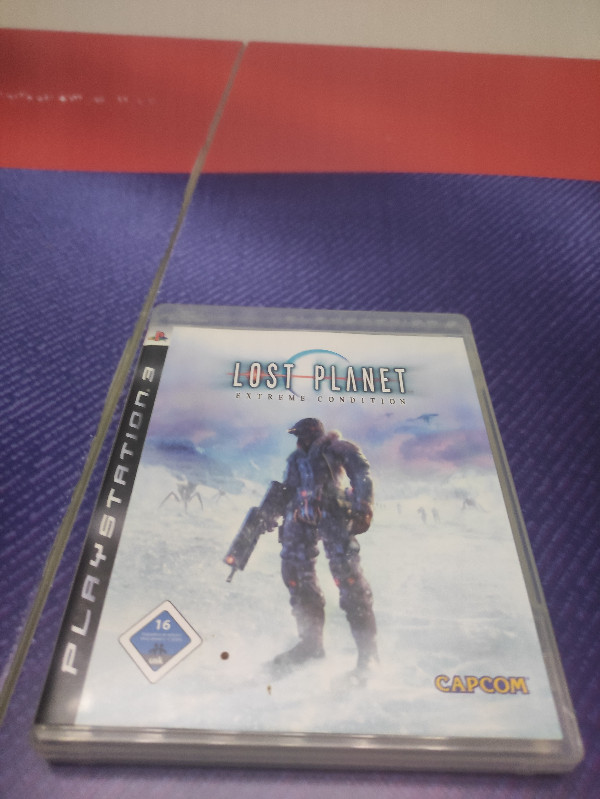 LOST PLANET
EXTREME CONDITION
PLAYSTATION 3
16
CAPCOM